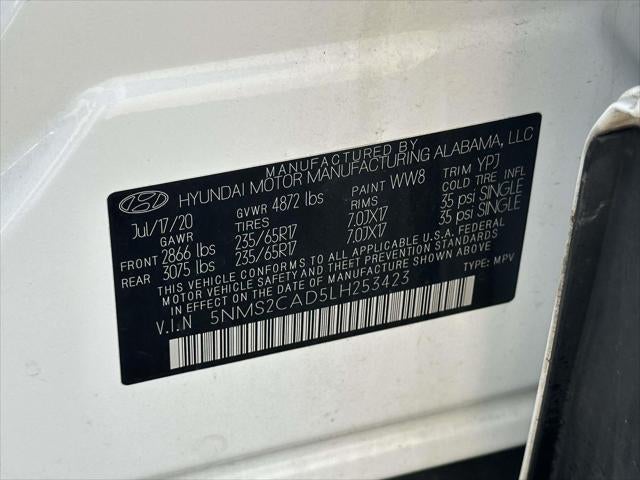 MANUFACTURED BY
HYUNDAI MOTOR MANUFACTURING ALABAMA, LLC
Jul/17/20 GVWR 4872 lbs PAINT WW8 TRIM YPJ
GAWR TIRES RIMS COLD TIRE INFL
FRONT 2866 lbs 235/65R17 7.0JX17 35 psi SINGLE
REAR 3075 lbs 235/65R17 7.0JX17 35 psi SINGLE
THIS VEHICLE CONFORMS TO ALL APPLICABLE U.S.A. FEDERAL
MOTOR VEHICLE SAFETY AND THEFT PREVENTION STANDARDS
IN EFFECT ON THE DATE OF MANUFACTURE SHOWN ABOVE.
V.I.N 5NMS2CAD5LH253423 TYPE: MPV